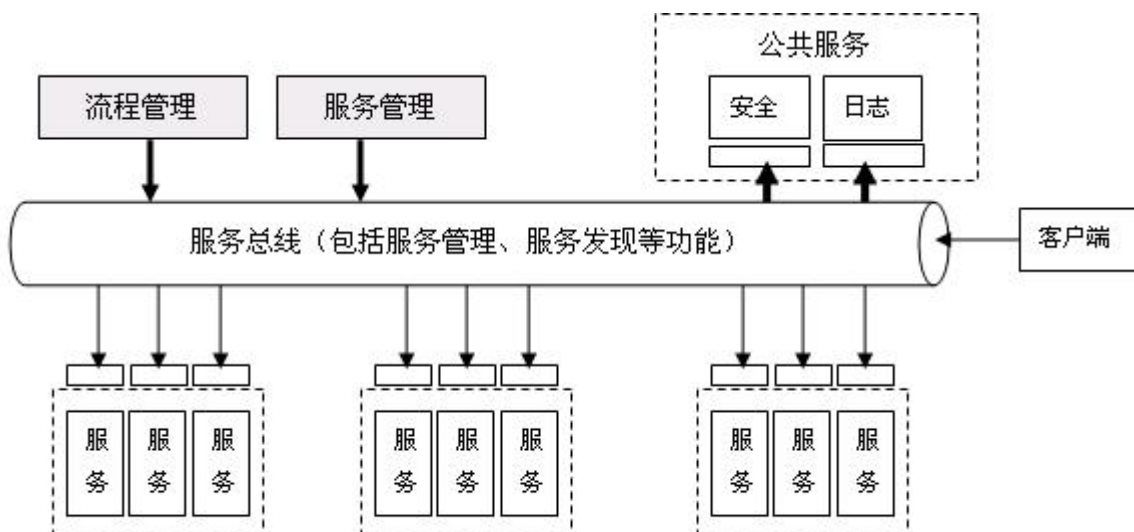 公共服务
流程管理
服务管理
安全
日志
服务总线（包括服务管理、服务发现等功能）
客户端
服务
服务
服务
服务
服务
服务
服务
服务
服务